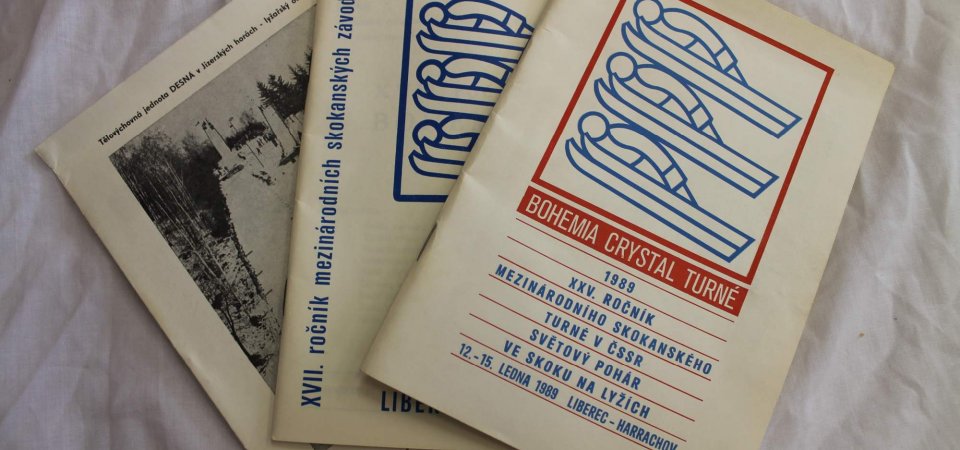 Tělovýchovná jednota DESNÁ v Jizerských horách - lyžařský
XVII. ročník mezinárodních skokanských závodů
LIBER
BOHEMIA CRYSTAL TURNÉ
1989
XXV. ROČNÍK
MEZINÁRODNÍHO SKOKANSKÉHO
TURNÉ V ČSSR
SVĚTOVÝ POHÁR
VE SKOKU NA LYŽÍCH
12. - 15. LEDNA 1989 LIBEREC - HARRACHOV